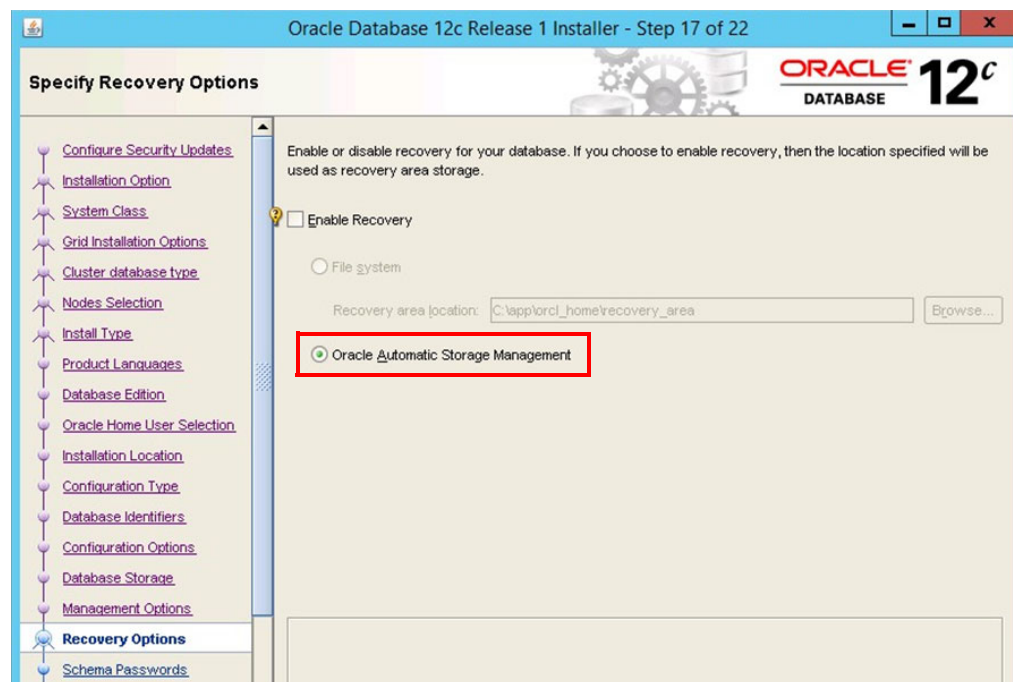 Oracle Database 12c Release 1 Installer - Step 17 of 22
Specify Recovery Options
ORACLE
DATABASE
12c
Configure Security Updates
Installation Option
System Class
Grid Installation Options
Cluster database type
Nodes Selection
Install Type
Product Languages
Database Edition
Oracle Home User Selection
Installation Location
Configuration Type
Database Identifiers
Configuration Options
Database Storage
Management Options
Recovery Options
Schema Passwords
Enable or disable recovery for your database. If you choose to enable recovery, then the location specified will be
used as recovery area storage.
Enable Recovery
File system
Recovery area location: C:\app\orcl_home\recovery_area Browse...
Oracle Automatic Storage Management